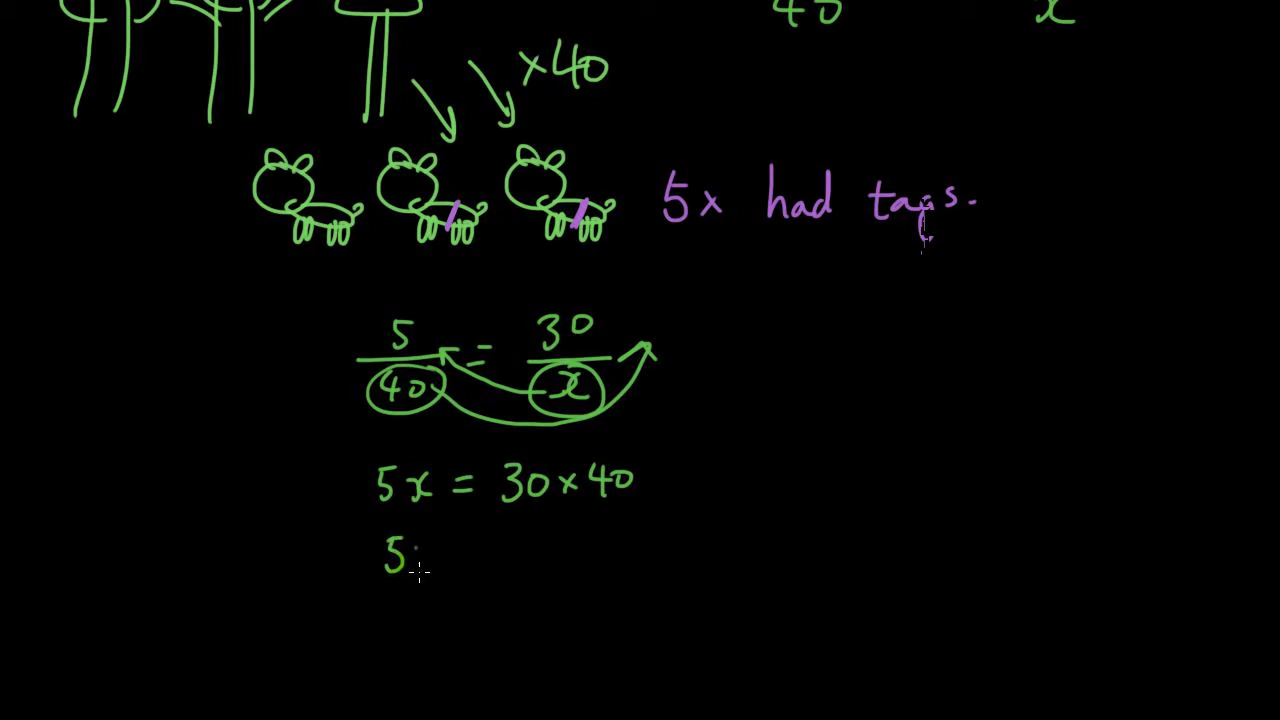 40 x
×40
5x had tags.
5/40 = 30/x
5x = 30×40
5